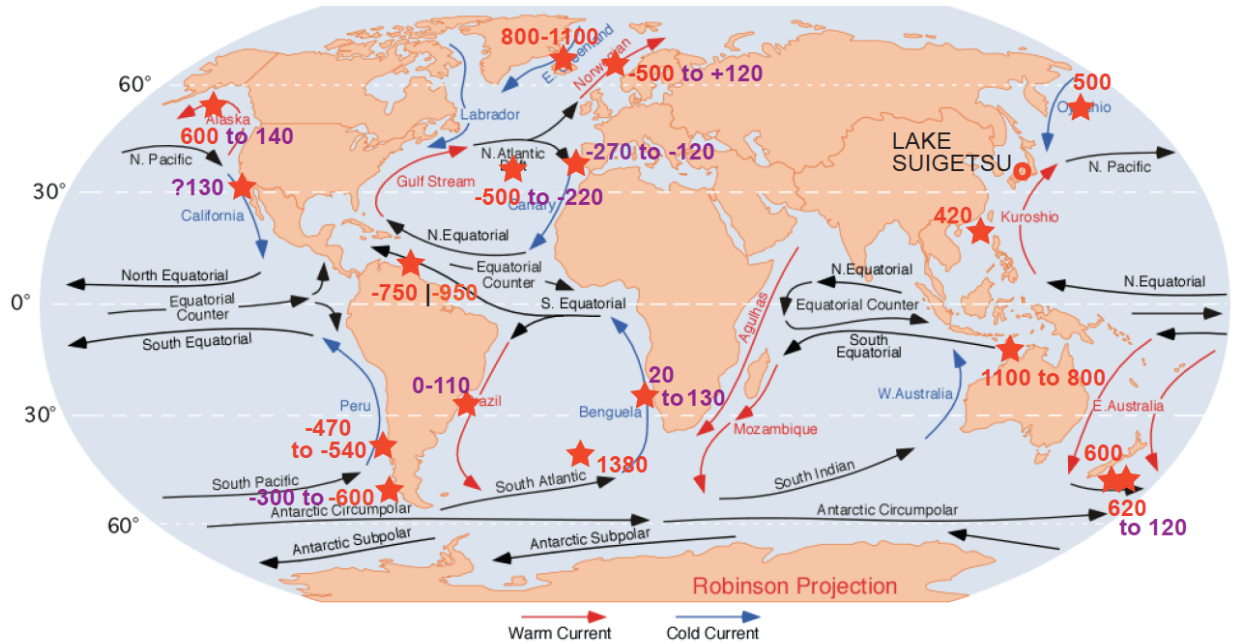 800-1100
E. Greenland
Norwegian
-500 to +120
60°
500
Oyashio
Labrador
Alaska
600 to 140
LAKE
SUIGETSU
N. Pacific
N.Atlantic
-270 to -120
N. Pacific
30°
?130
Gulf Stream
-500 to -220
Canary
California
420
Kuroshio
N.Equatorial
North Equatorial
Equatorial
Counter
N.Equatorial
N.Equatorial
0°
Equatorial
Counter
-750 |-950
S. Equatorial
Equatorial Counter
Agulhas
South Equatorial
South
Equatorial
1100 to 800
0-110
Brazil
20
to 130
Peru
Benguela
W.Australia
E.Australia
30°
-470
to -540
Mozambique
1380
600
South Pacific
South Atlantic
South Indian
-300 to -600
Antarctic Circumpolar
Antarctic Circumpolar
620
to 120
60°
Antarctic Subpolar
Antarctic Subpolar
Robinson Projection
Warm Current
Cold Current